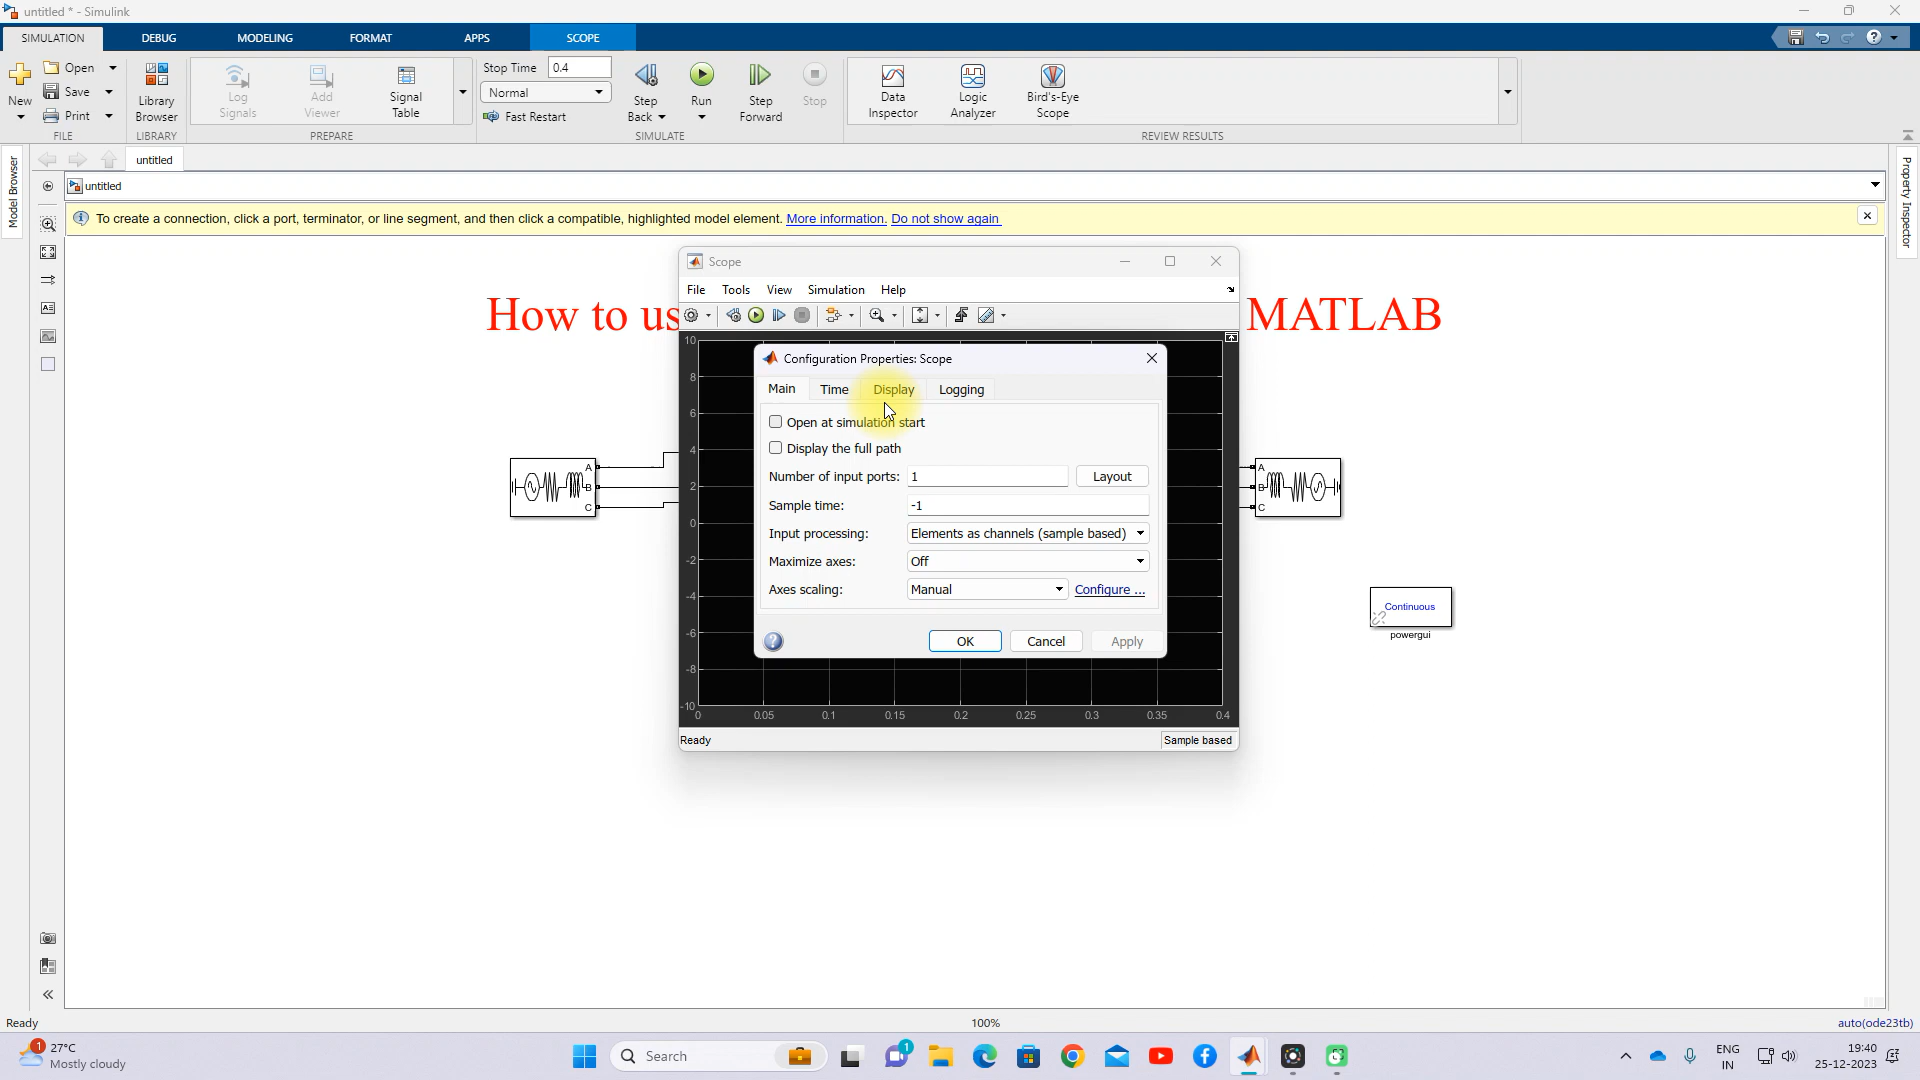 untitled * - Simulink
SIMULATION DEBUG MODELING FORMAT APPS SCOPE
New
Open
Save
Print
FILE
Library
Browser
LIBRARY
Log
Signals
Add
Viewer
Signal
Table
PREPARE
Stop Time 0.4
Normal
Fast Restart
Step
Back
Run
Step
Forward
Stop
SIMULATE
Data
Inspector
Logic
Analyzer
Bird's-Eye
Scope
REVIEW RESULTS
Model Browser
untitled
untitled
Property Inspector
To create a connection, click a port, terminator, or line segment, and then click a compatible, highlighted model element. More information. Do not show again
How to us
MATLAB
Scope
File Tools View Simulation Help
10
8
6
4
2
0
-2
-4
-6
-8
-10
0 0.05 0.1 0.15 0.2 0.25 0.3 0.35 0.4
Ready
Sample based
Configuration Properties: Scope
Main Time Display Logging
Open at simulation start
Display the full path
Number of input ports: 1 Layout
Sample time: -1
Input processing: Elements as channels (sample based)
Maximize axes: Off
Axes scaling: Manual Configure ...
OK Cancel Apply
A
B
C
A
B
C
Continuous
powergui
Ready
100%
auto(ode23tb)
1
27°C
Mostly cloudy
Search
1
ENG
IN
19:40
25-12-2023